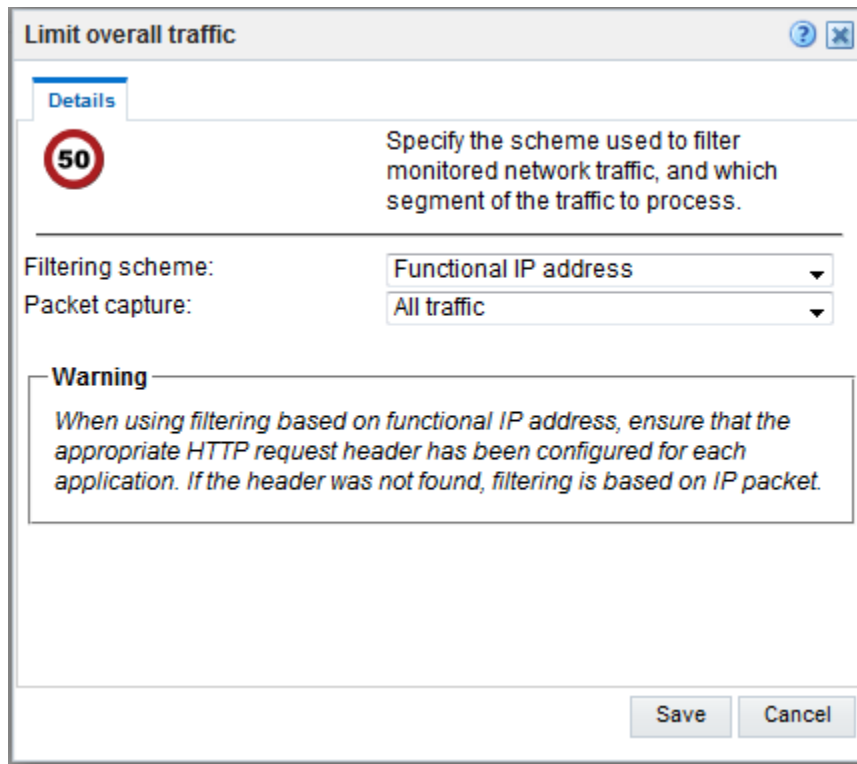 Limit overall traffic
Details
50
Specify the scheme used to filter
monitored network traffic, and which
segment of the traffic to process.
Filtering scheme:
Functional IP address
Packet capture:
All traffic
Warning
When using filtering based on functional IP address, ensure that the
appropriate HTTP request header has been configured for each
application. If the header was not found, filtering is based on IP packet.
Save
Cancel